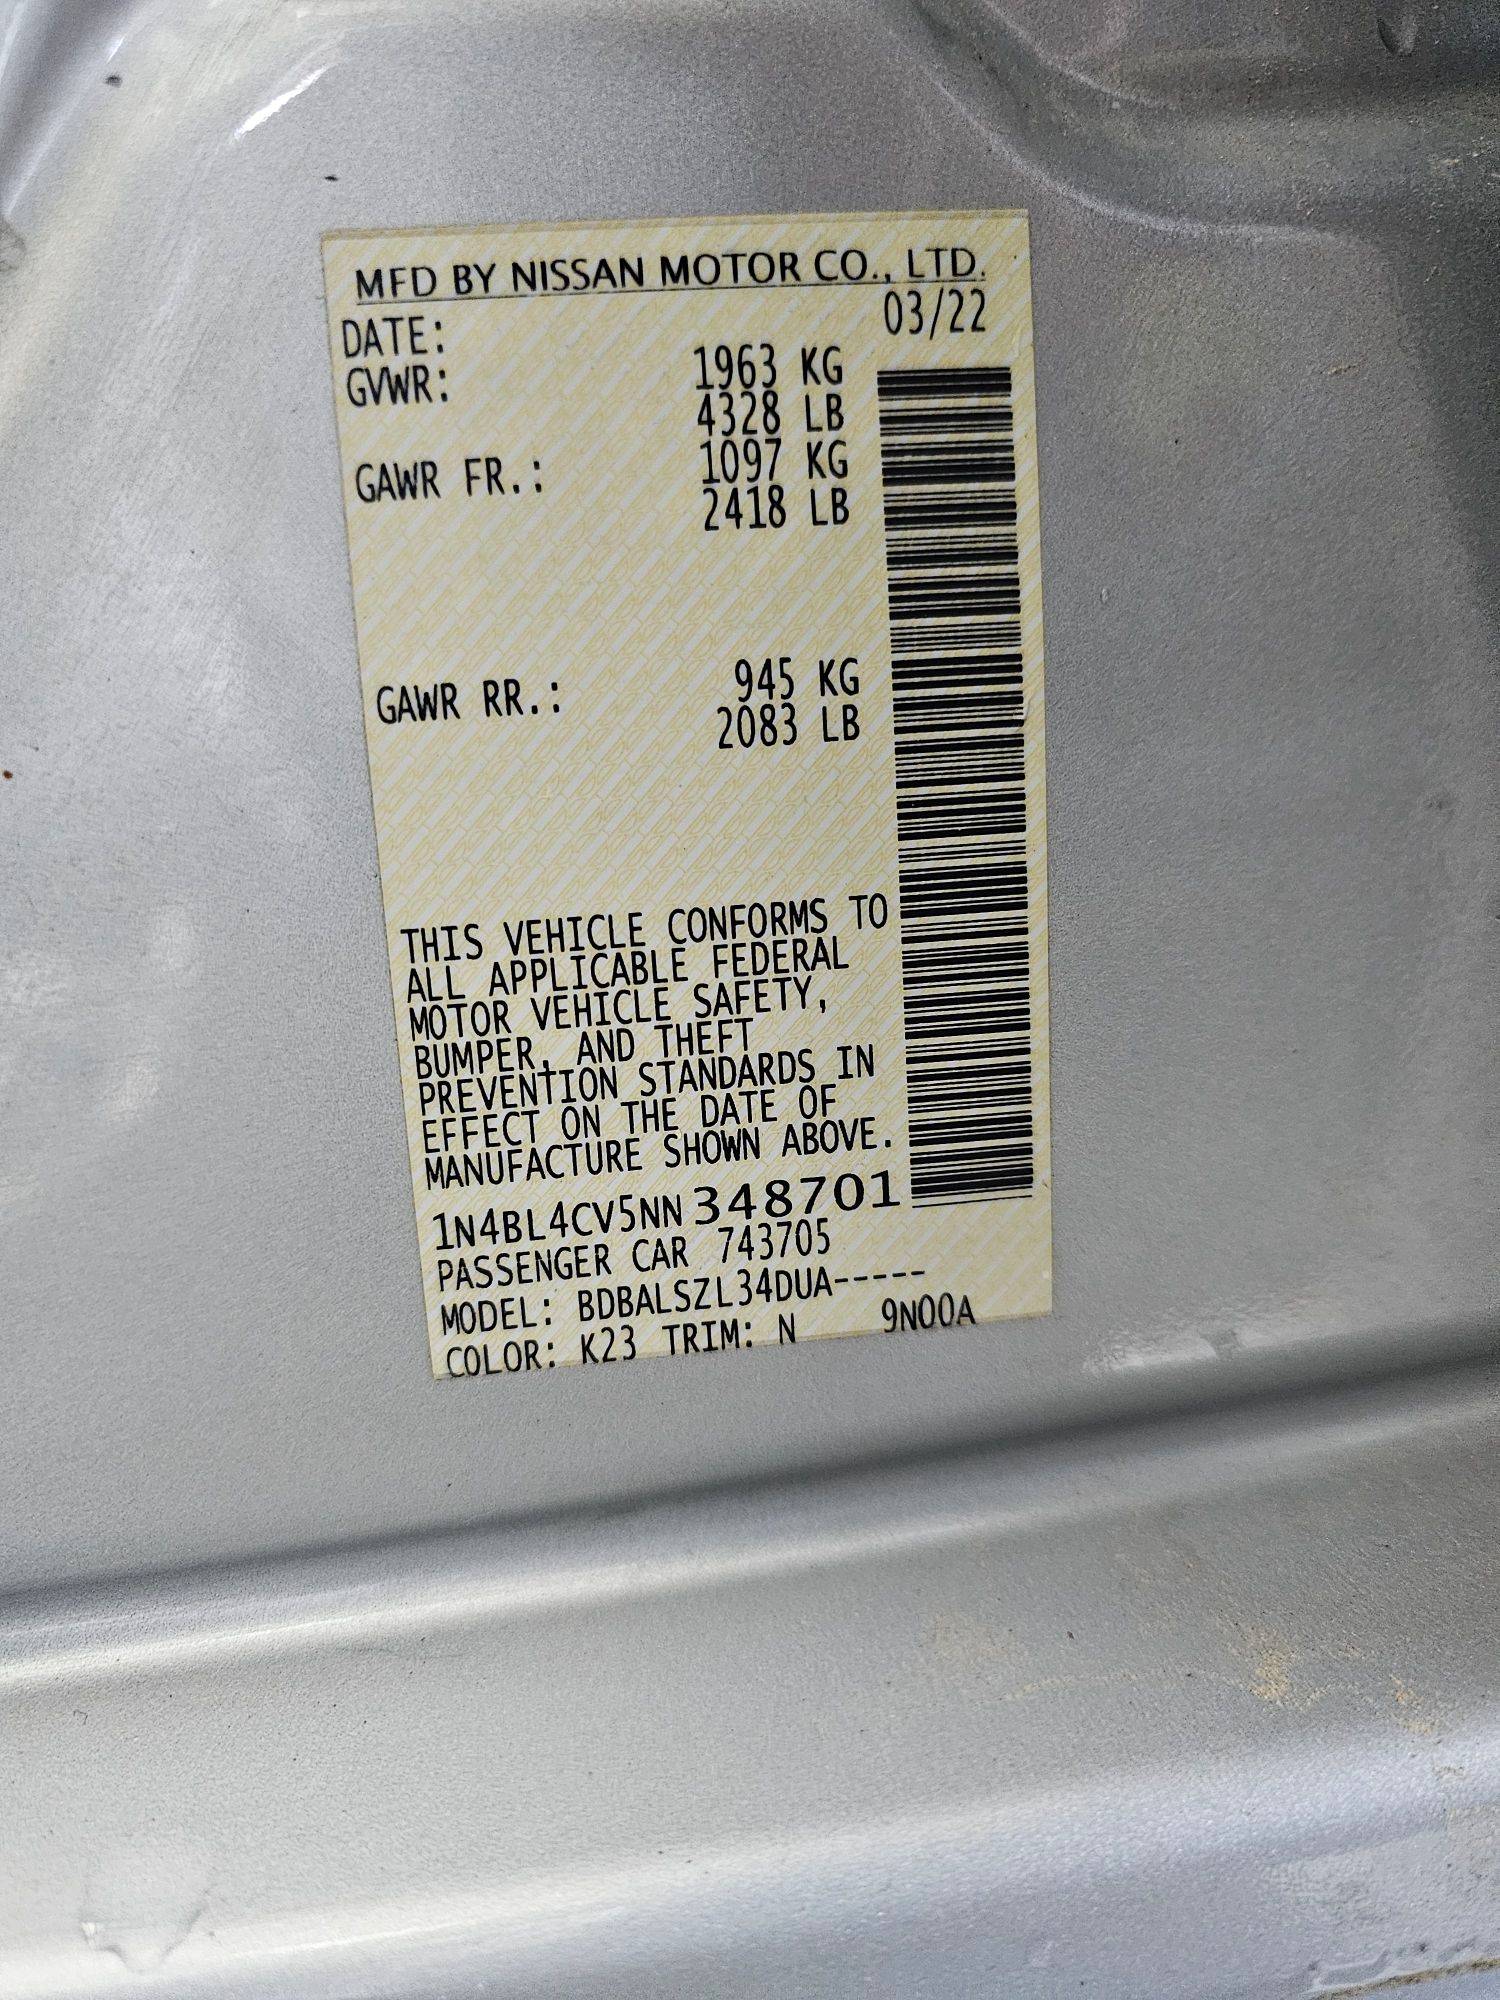 MFD BY NISSAN MOTOR CO., LTD.
DATE: 03/22
GVWR: 1963 KG
4328 LB
GAWR FR.: 1097 KG
2418 LB
GAWR RR.: 945 KG
2083 LB
THIS VEHICLE CONFORMS TO
ALL APPLICABLE FEDERAL
MOTOR VEHICLE SAFETY,
BUMPER, AND THEFT
PREVENTION STANDARDS IN
EFFECT ON THE DATE OF
MANUFACTURE SHOWN ABOVE.
1N4BL4CV5NN348701
PASSENGER CAR 743705
MODEL: BDBALSZL34DUA-----
COLOR: K23 TRIM: N 9N00A